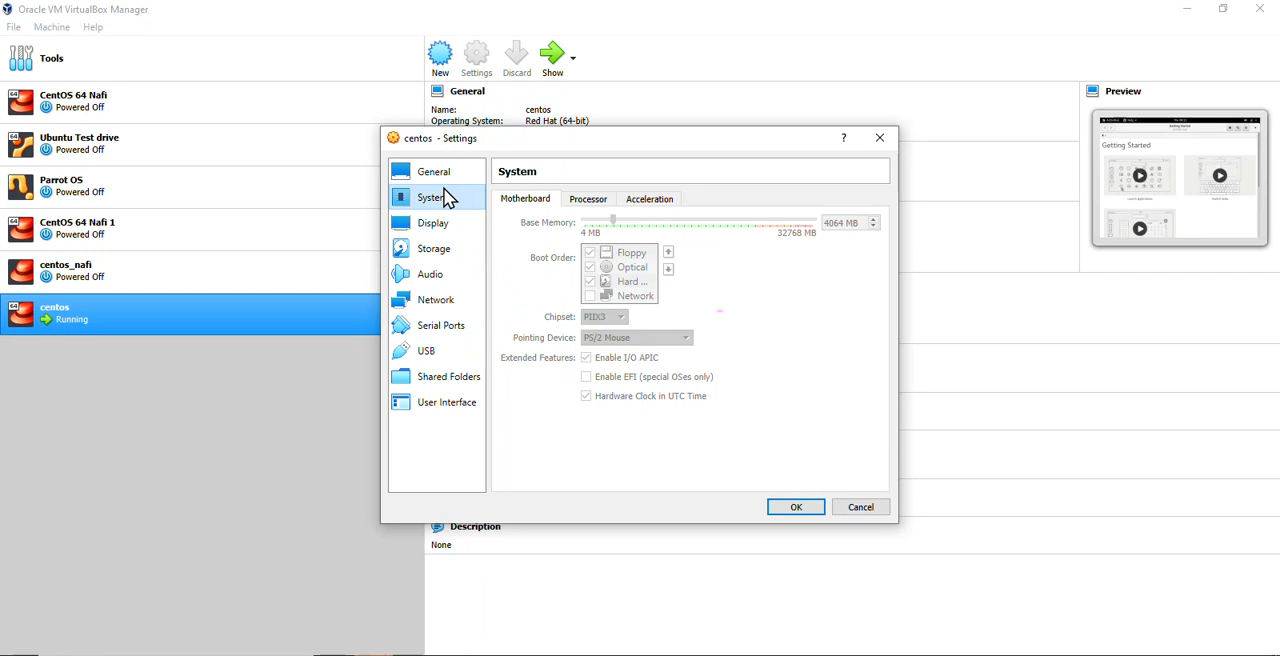 Oracle VM VirtualBox Manager
File Machine Help
Tools
New Settings Discard Show
64 CentOS 64 Nafi
Powered Off
64 Ubuntu Test drive
Powered Off
Parrot OS
Powered Off
64 CentOS 64 Nafi 1
Powered Off
centos_nafi
Powered Off
64 centos
Running
General
Name: centos
Operating System: Red Hat (64-bit)
Preview
Getting Started
centos - Settings ?
General
System
Display
Storage
Audio
Network
Serial Ports
USB
Shared Folders
User Interface
System
Motherboard Processor Acceleration
Base Memory: 4064 MB
4 MB 32768 MB
Boot Order: Floppy
Optical
Hard ...
Network
Chipset: PIIX3
Pointing Device: PS/2 Mouse
Extended Features: Enable I/O APIC
Enable EFI (special OSes only)
Hardware Clock in UTC Time
OK Cancel
Description
None